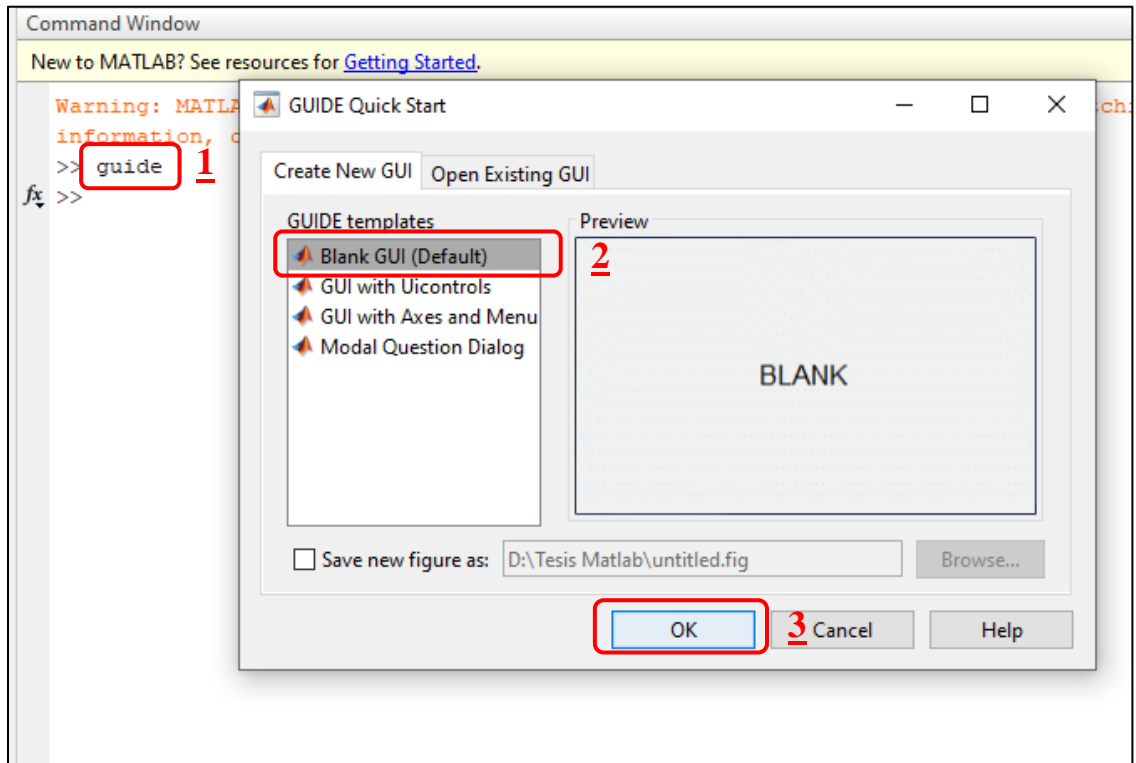 Command Window
New to MATLAB? See resources for Getting Started.
Warning: MATLA
information,
>> guide 1
fx >>
GUIDE Quick Start
Create New GUI Open Existing GUI
GUIDE templates Preview
Blank GUI (Default) 2
GUI with Uicontrols
GUI with Axes and Menu
Modal Question Dialog
BLANK
Save new figure as: D:\Tesis Matlab\untitled.fig Browse...
OK 3 Cancel Help